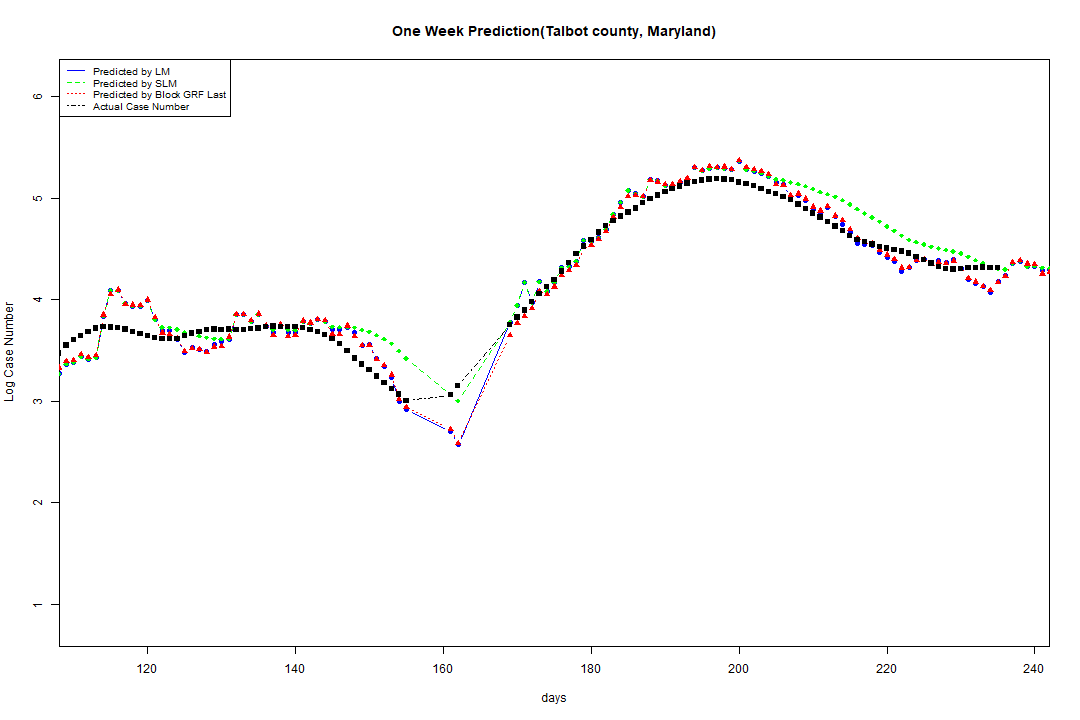 One Week Prediction(Talbot county, Maryland)
Predicted by LM
Predicted by SLM
Predicted by Block GRF Last
Actual Case Number
6
5
4
3
2
1
Log Case Number
120 140 160 180 200 220 240
days